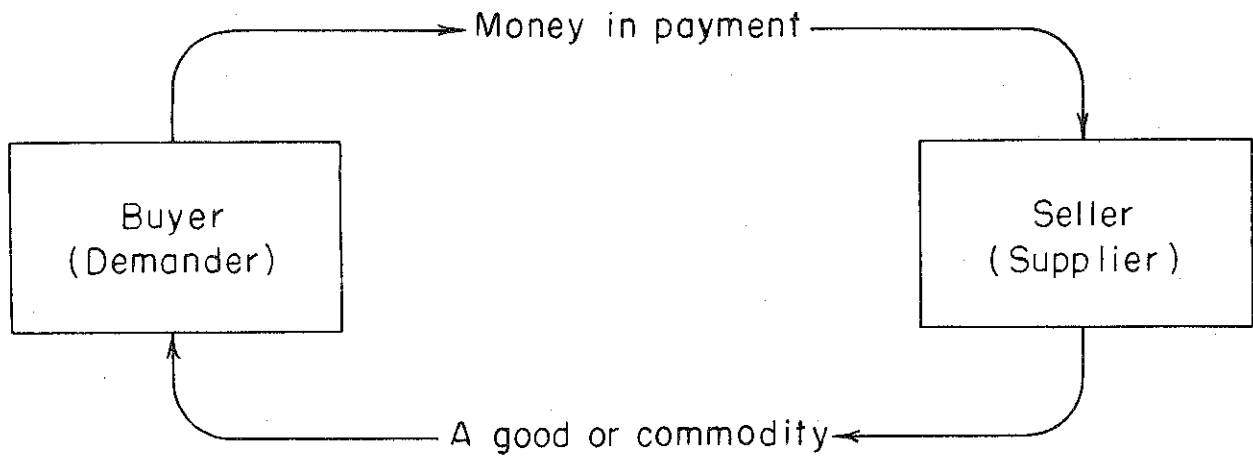 Money in payment
Buyer
(Demander)
Seller
(Supplier)
A good or commodity